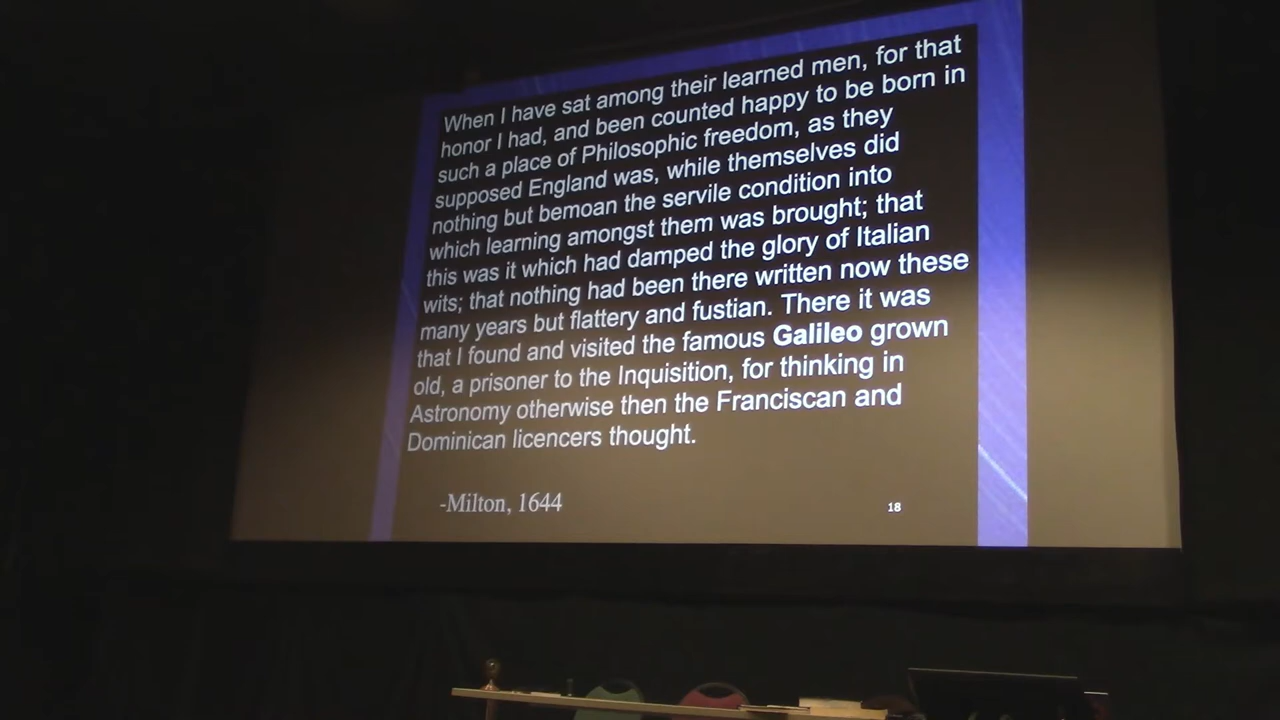 When I have sat among their learned men, for that
honor I had, and been counted happy to be born in
such a place of Philosophic freedom, as they
supposed England was, while themselves did
nothing but bemoan the servile condition into
which learning amongst them was brought; that
this was it which had damped the glory of Italian
wits; that nothing had been there written now these
many years but flattery and fustian. There it was
that I found and visited the famous Galileo grown
old, a prisoner to the Inquisition, for thinking in
Astronomy otherwise then the Franciscan and
Dominican licencers thought.
-Milton, 1644
18